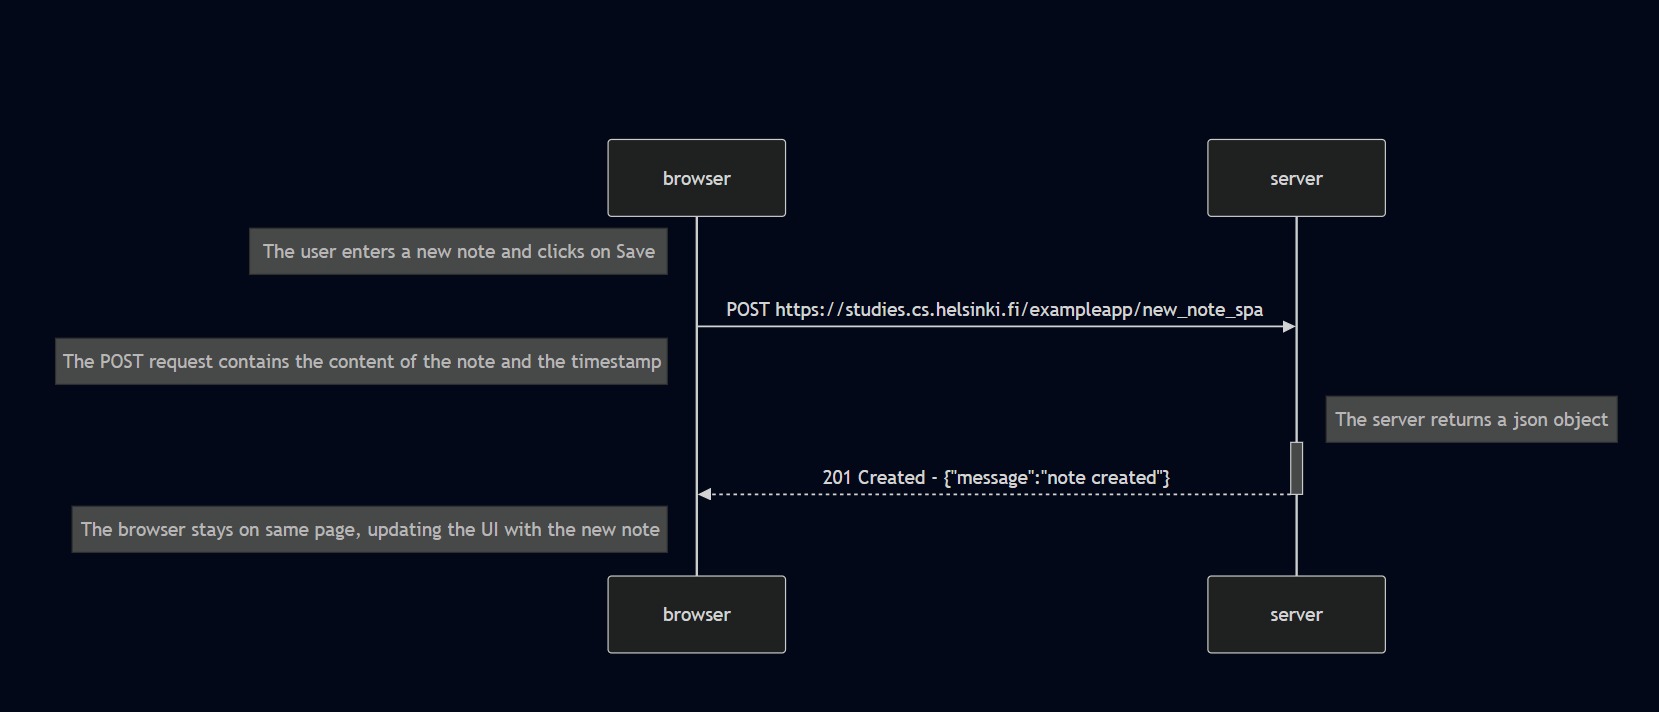 browser
server
The user enters a new note and clicks on Save
POST https://studies.cs.helsinki.fi/exampleapp/new_note_spa
The POST request contains the content of the note and the timestamp
The server returns a json object
201 Created - {"message":"note created"}
The browser stays on same page, updating the UI with the new note
browser
server